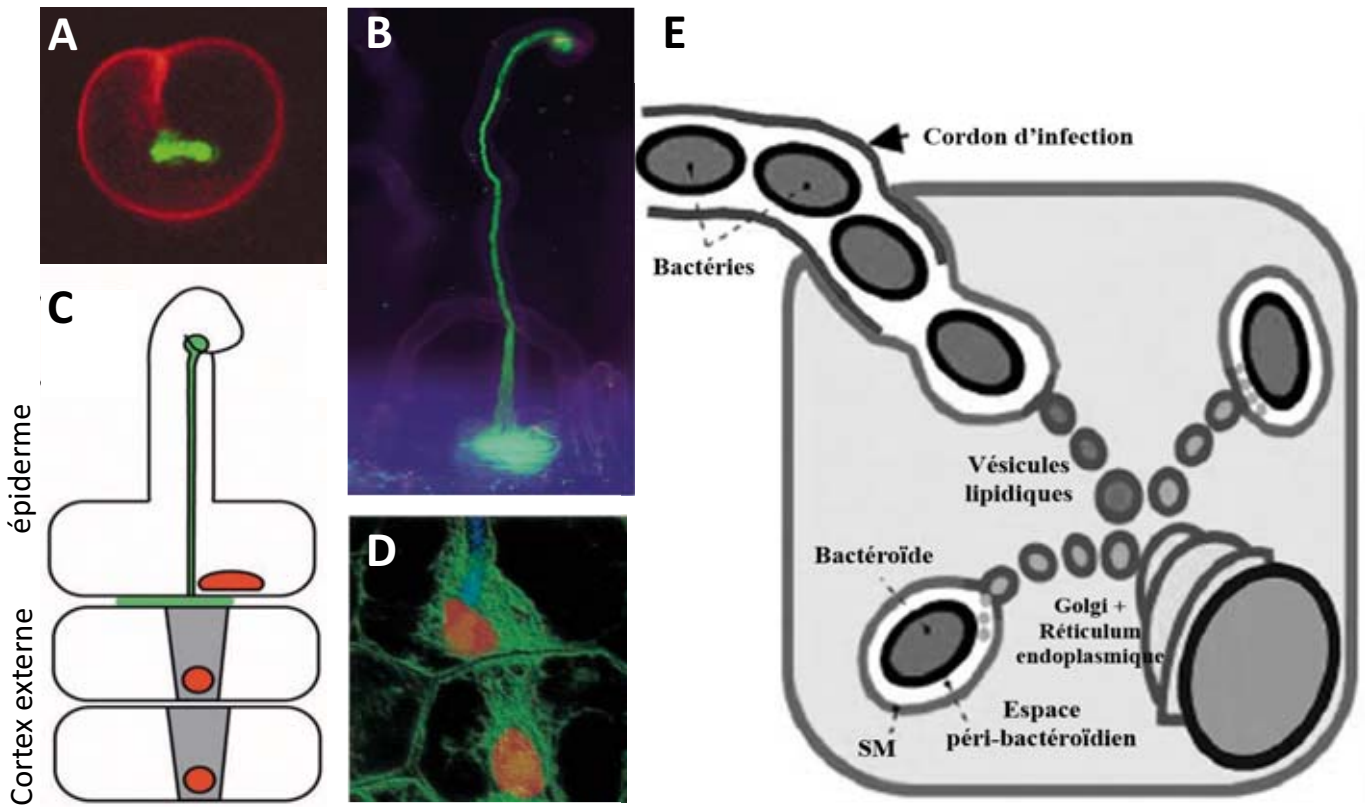 A
B
C
D
E
épiderme
Cortex externe
Cordon d'infection
Bactéries
Vésicules
lipidiques
Bactéroïde
Golgi +
Réticulum
endoplasmique
Espace
péri-bactéroïdien
SM